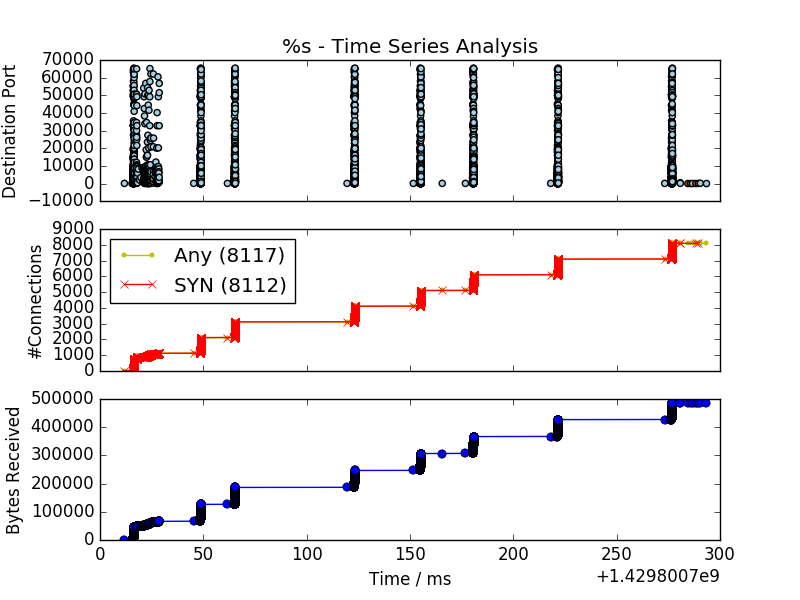 %s - Time Series Analysis
Destination Port
70000
60000
50000
40000
30000
20000
10000
0
−10000
#Connections
9000
8000
7000
6000
5000
4000
3000
2000
1000
0
Any (8117)
SYN (8112)
Bytes Received
500000
400000
300000
200000
100000
0
0 50 100 150 200 250 300
Time / ms
+1.4298007e9